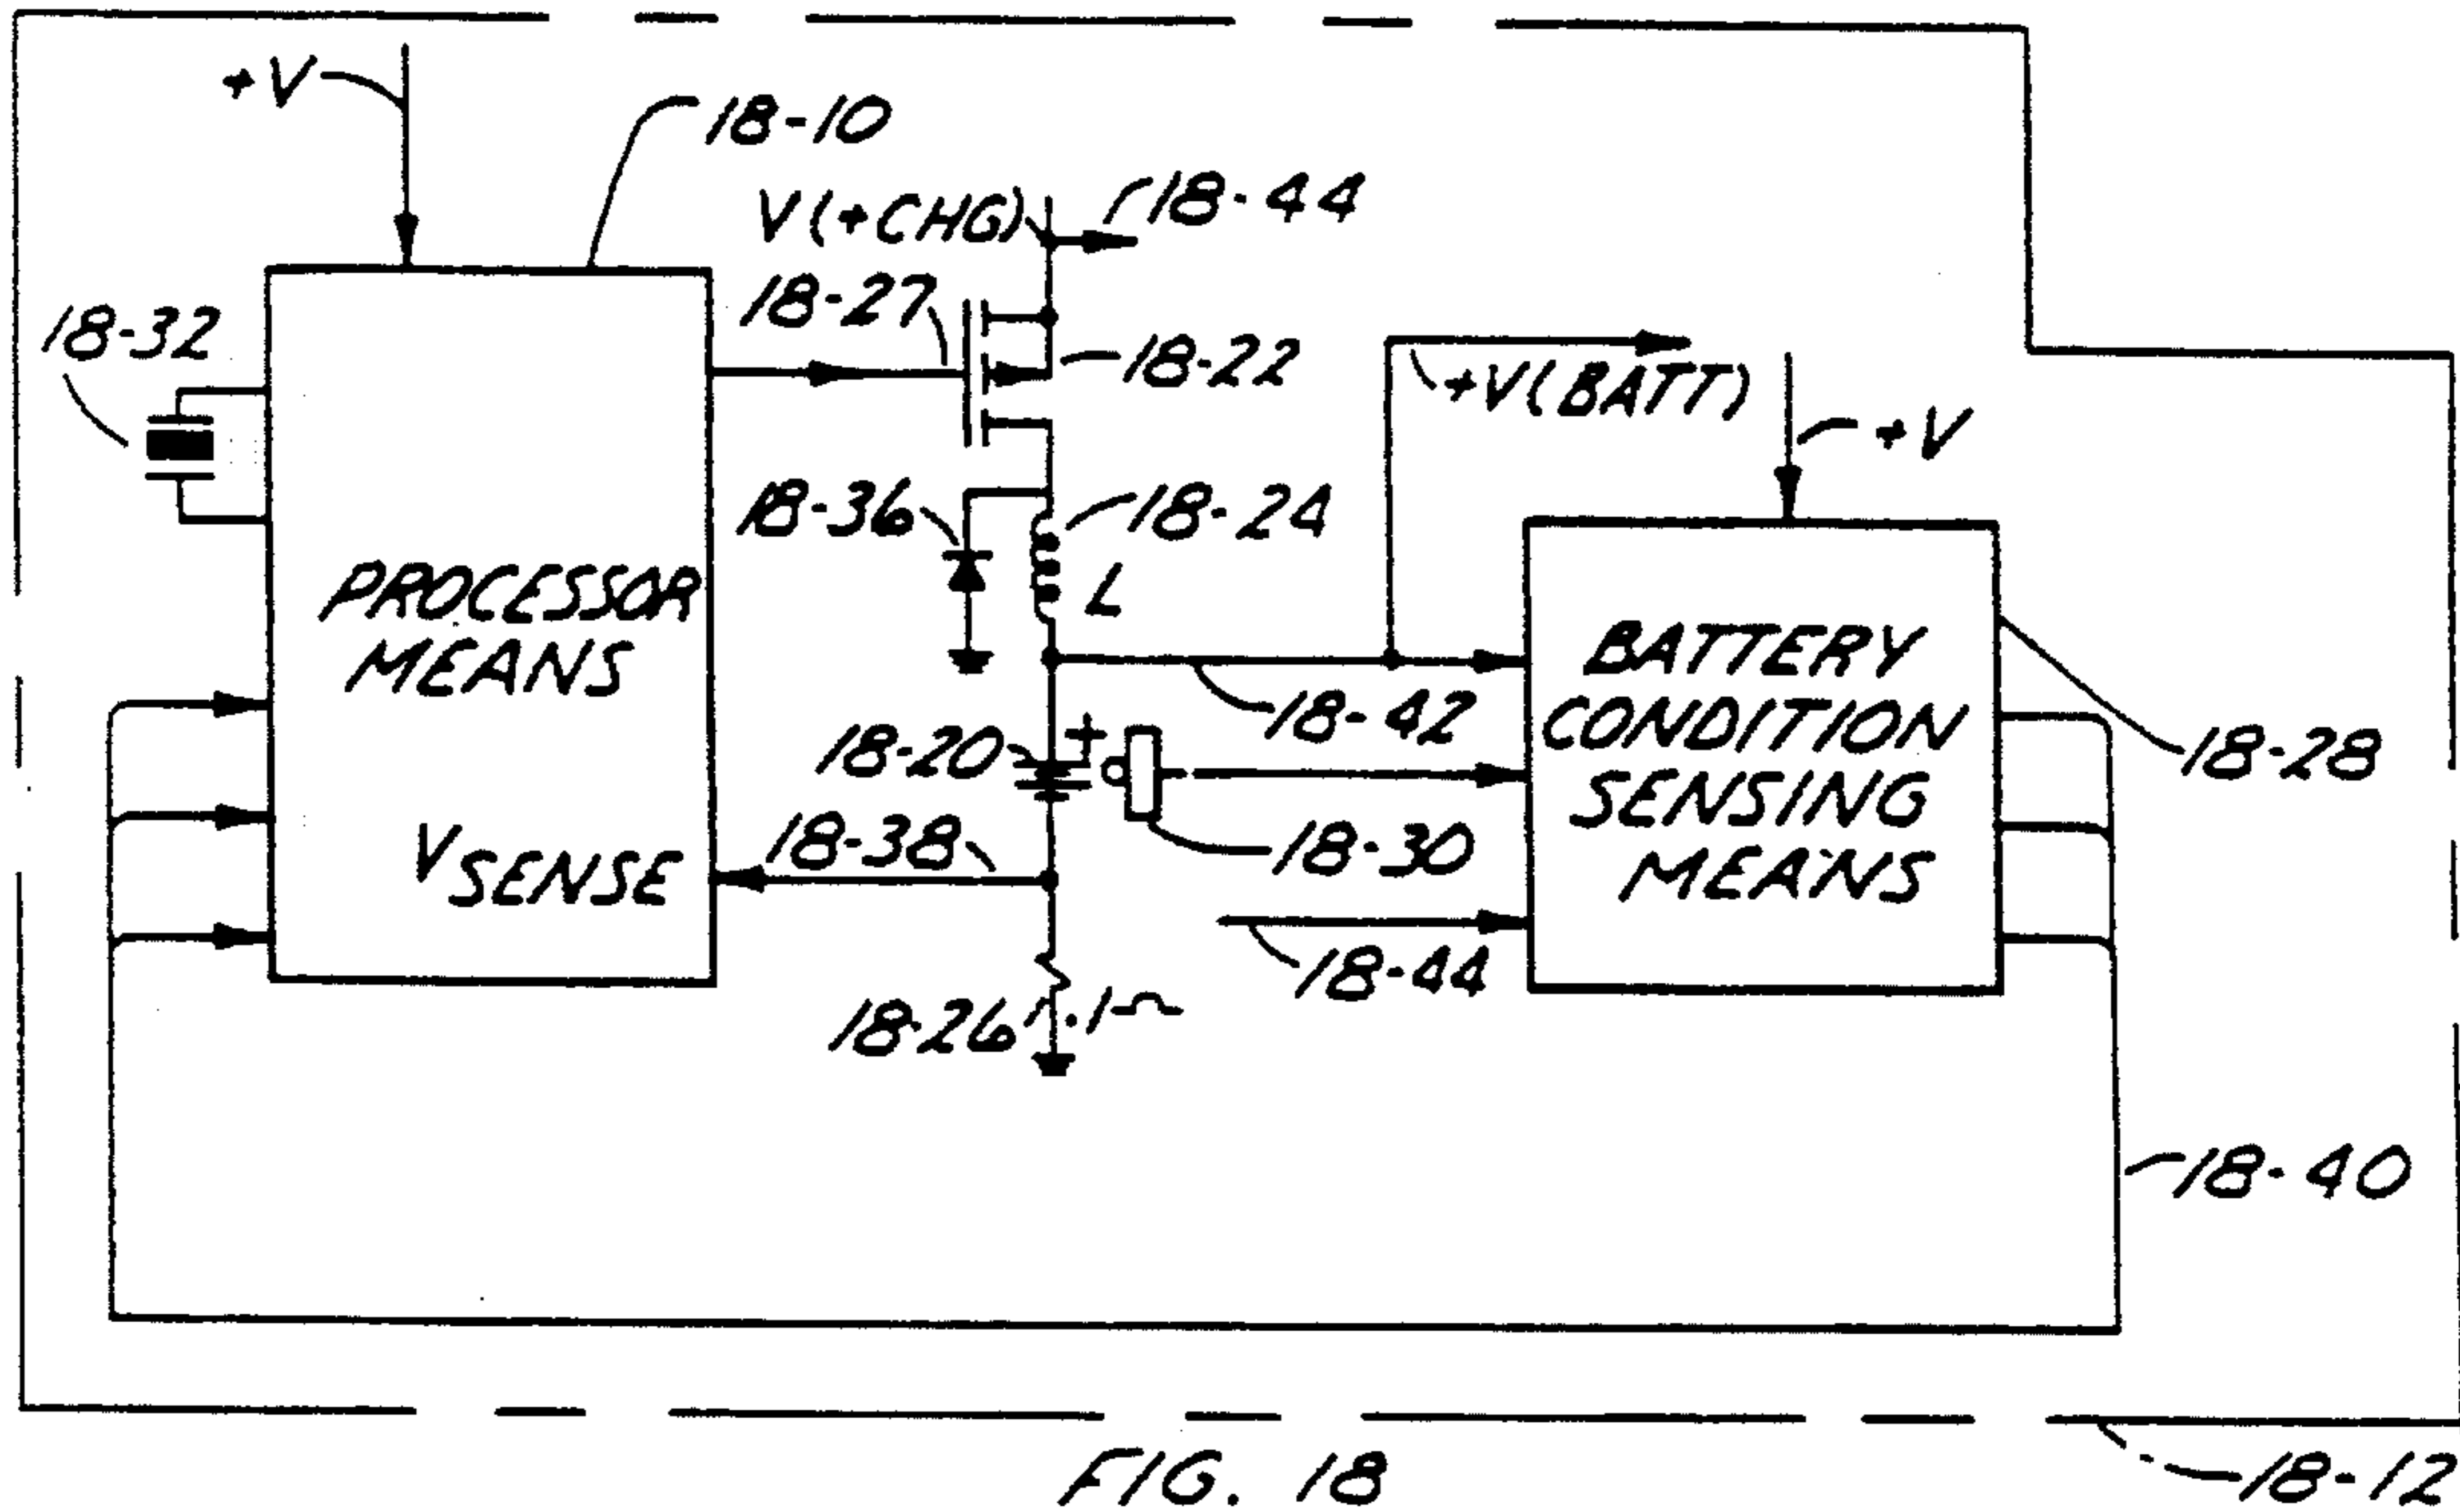 +V
18-10
V(+CHG)
18-44
18-27
18-32
18-22
+V(BATT)
+V
18-36
18-24
L
PROCESSOR
MEANS
BATTERY
CONDITION
SENSING
MEANS
18-42
18-20
+
18-28
18-38
18-30
VSENSE
18-44
18-26
.1Ω
18-40
FIG. 18
18-12